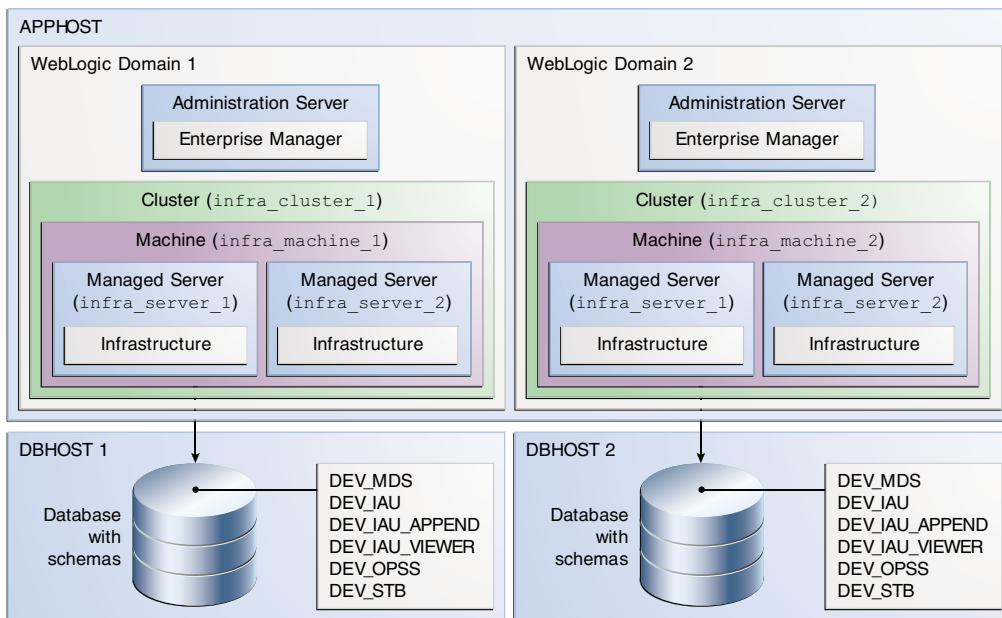 APPHOST
WebLogic Domain 1
Administration Server
Enterprise Manager
Cluster (infra_cluster_1)
Machine (infra_machine_1)
Managed Server
(infra_server_1)
Infrastructure
Managed Server
(infra_server_2)
Infrastructure
WebLogic Domain 2
Administration Server
Enterprise Manager
Cluster (infra_cluster_2)
Machine (infra_machine_2)
Managed Server
(infra_server_1)
Infrastructure
Managed Server
(infra_server_2)
Infrastructure
DBHOST 1
Database
with
schemas
DEV_MDS
DEV_IAU
DEV_IAU_APPEND
DEV_IAU_VIEWER
DEV_OPSS
DEV_STB
DBHOST 2
Database
with
schemas
DEV_MDS
DEV_IAU
DEV_IAU_APPEND
DEV_IAU_VIEWER
DEV_OPSS
DEV_STB